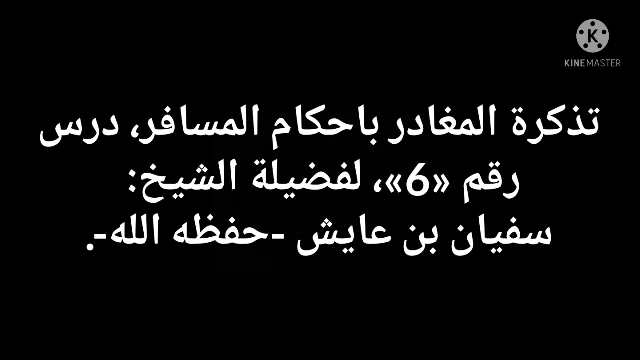 KINEMASTER
تذكرة المغادر باحكام المسافر، درس
رقم «6»، لفضيلة الشيخ:
سفيان بن عايش -حفظه الله-.